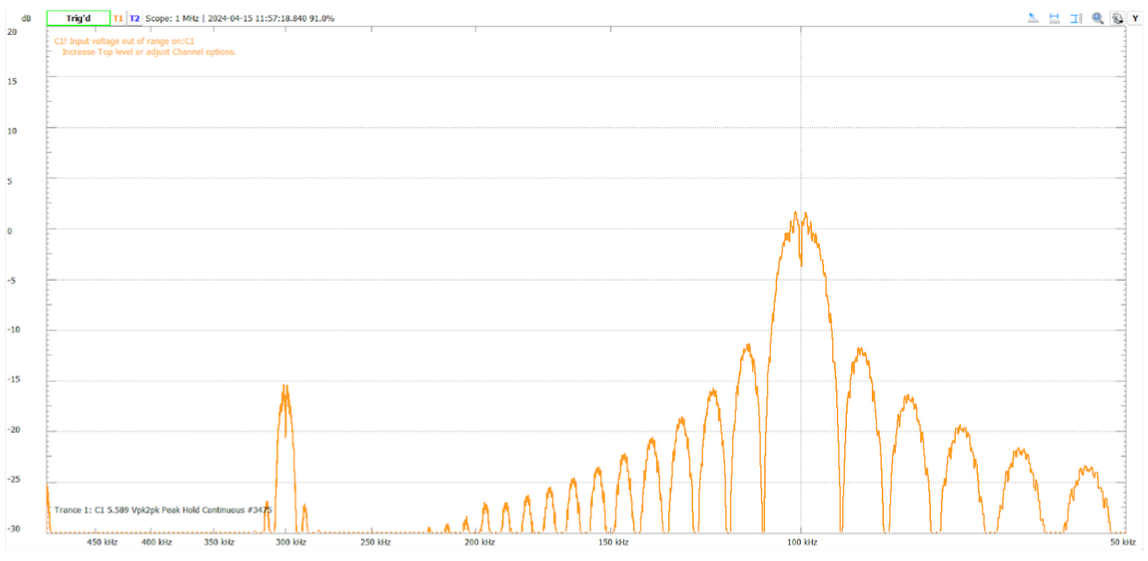 dB Trig'd T1 T2 Scope: 1 MHz | 2024-04-15 11:57:18.840 91.0% Y
20
C1! Input voltage out of range on:C1
Increase Top level or adjust Channel options.
15
10
5
0
-5
-10
-15
-20
-25
Trance 1: C1 5.589 Vpk2pk Peak Hold Continuous #3475
-30
450 kHz 400 kHz 350 kHz 300 kHz 250 kHz 200 kHz 150 kHz 100 kHz 50 kHz